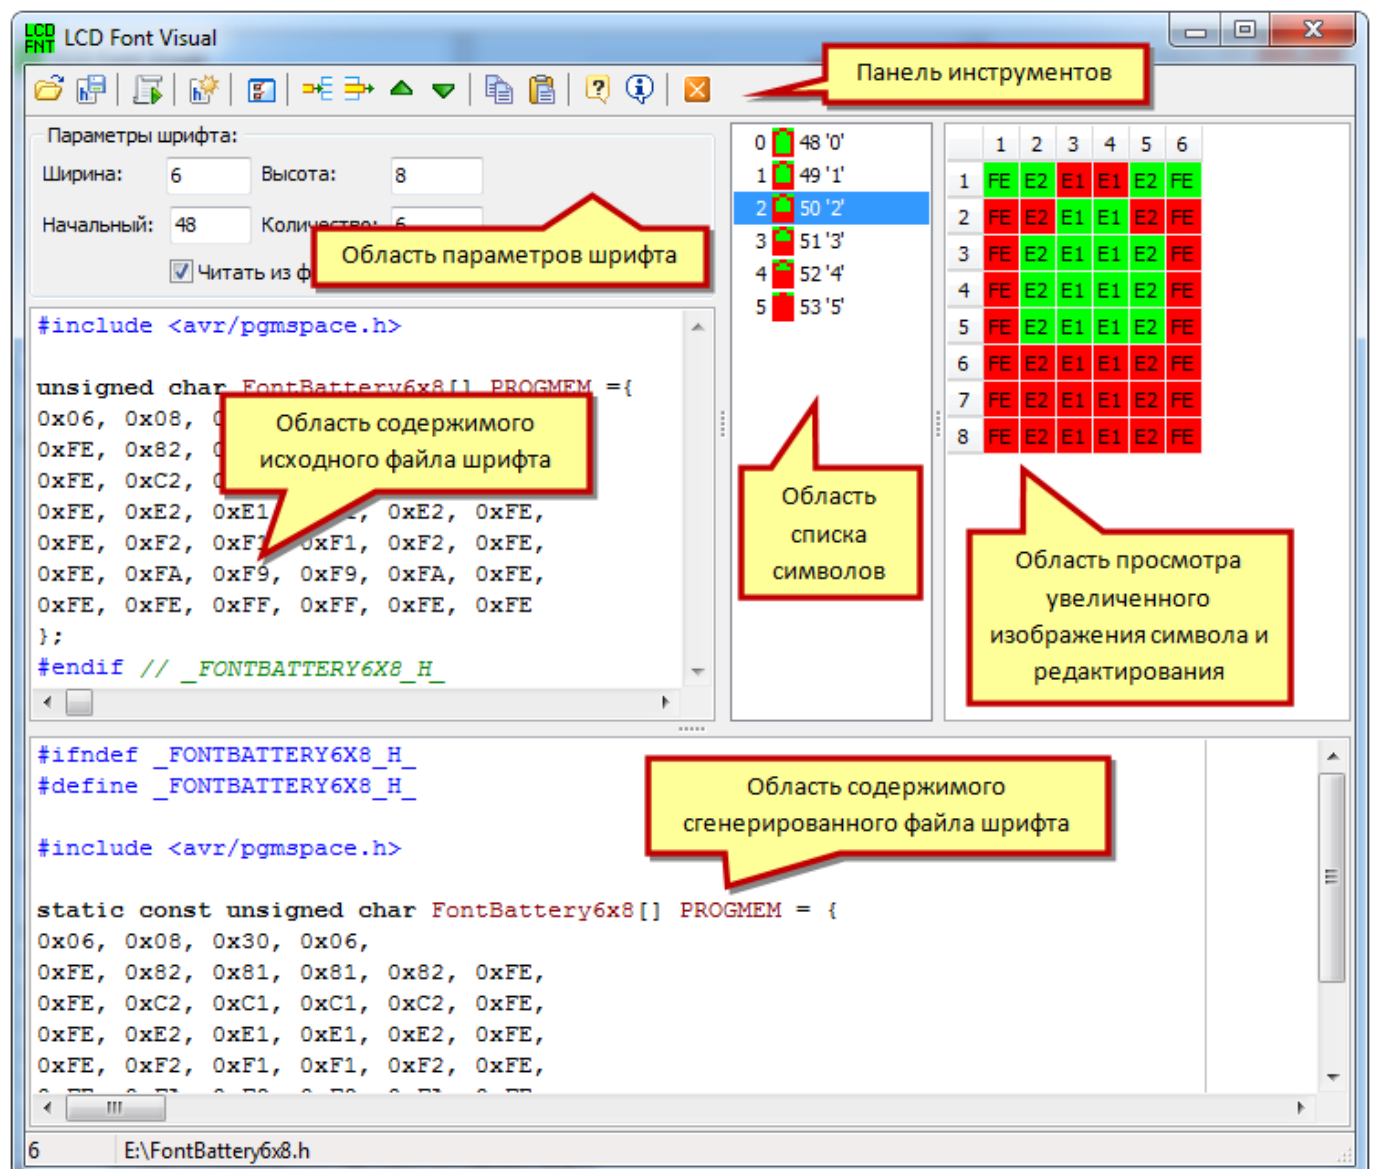 LCD FNT LCD Font Visual
Панель инструментов
Параметры шрифта:
Ширина: 6 Высота: 8
Начальный: 48 Количество: 6
Читать из ф
Область параметров шрифта
#include <avr/pgmspace.h>
unsigned char FontBattery6x8[] PROGMEM ={
0x06, 0x08,
0xFE, 0x82,
0xFE, 0xC2,
0xFE, 0xE2, 0xE1, 0xE2, 0xFE,
0xFE, 0xF2, 0xF1, 0xF1, 0xF2, 0xFE,
0xFE, 0xFA, 0xF9, 0xF9, 0xFA, 0xFE,
0xFE, 0xFE, 0xFF, 0xFF, 0xFE, 0xFE
};
#endif // _FONTBATTERY6X8_H_
Область содержимого
исходного файла шрифта
0 48 '0'
1 49 '1'
2 50 '2'
3 51 '3'
4 52 '4'
5 53 '5'
Область
списка
символов
1 2 3 4 5 6
1 FE E2 E1 E1 E2 FE
2 FE E2 E1 E1 E2 FE
3 FE E2 E1 E1 E2 FE
4 FE E2 E1 E1 E2 FE
5 FE E2 E1 E1 E2 FE
6 FE E2 E1 E1 E2 FE
7 FE E2 E1 E1 E2 FE
8 FE E2 E1 E1 E2 FE
Область просмотра
увеличенного
изображения символа и
редактирования
#ifndef _FONTBATTERY6X8_H_
#define _FONTBATTERY6X8_H_
#include <avr/pgmspace.h>
static const unsigned char FontBattery6x8[] PROGMEM = {
0x06, 0x08, 0x30, 0x06,
0xFE, 0x82, 0x81, 0x81, 0x82, 0xFE,
0xFE, 0xC2, 0xC1, 0xC1, 0xC2, 0xFE,
0xFE, 0xE2, 0xE1, 0xE1, 0xE2, 0xFE,
0xFE, 0xF2, 0xF1, 0xF1, 0xF2, 0xFE,
Область содержимого
сгенерированного файла шрифта
6 E:\FontBattery6x8.h